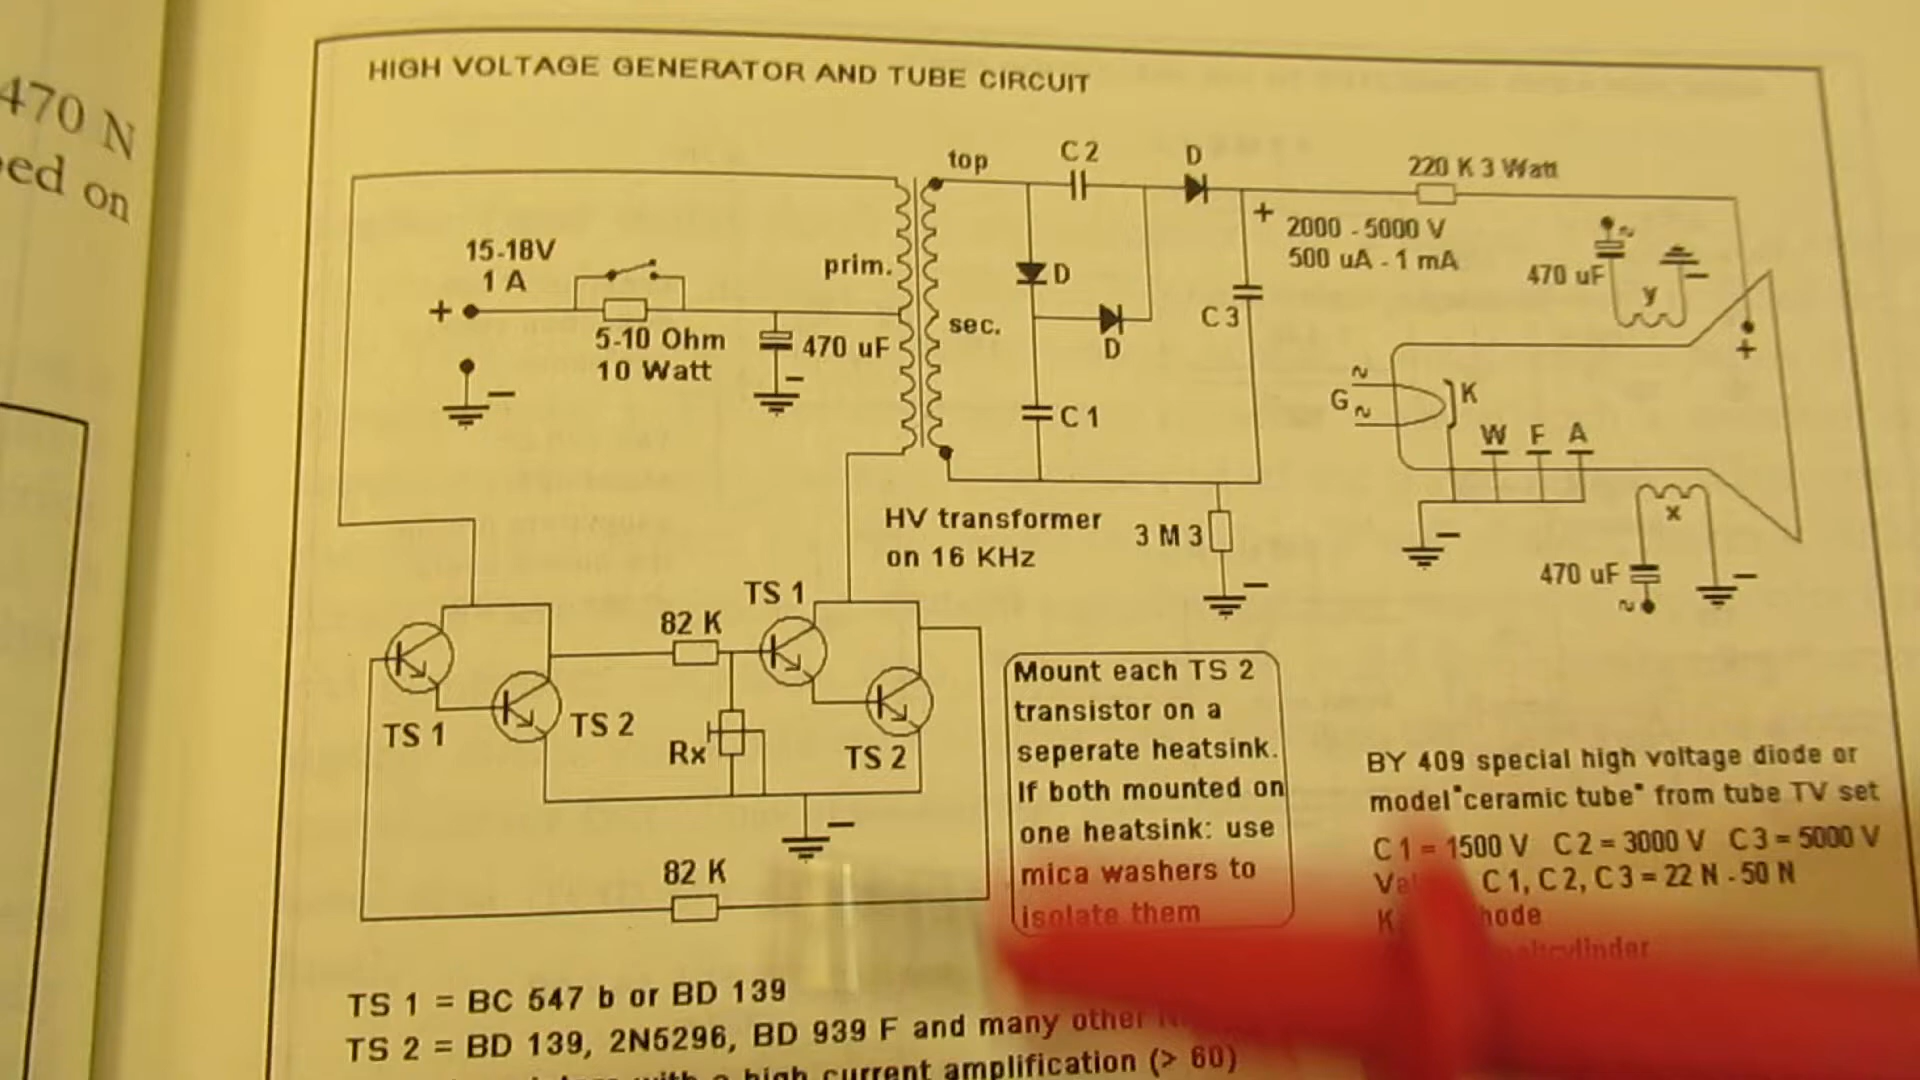 470 N
ed on
HIGH VOLTAGE GENERATOR AND TUBE CIRCUIT
top
C 2
D
220 K 3 Watt
15-18V
1 A
+
5-10 Ohm
10 Watt
470 uF
prim.
sec.
D
D
C 1
C 3
+
2000 - 5000 V
500 uA - 1 mA
470 uF
~
y
+
~
G ~
K
W F A
x
470 uF
~
HV transformer
on 16 KHz
3 M 3
TS 1
TS 2
82 K
Rx
TS 1
TS 2
82 K
Mount each TS 2
transistor on a
seperate heatsink.
If both mounted on
one heatsink: use
mica washers to
isolate them
BY 409 special high voltage diode or
model "ceramic tube" from tube TV set
C 1 = 1500 V C 2 = 3000 V C 3 = 5000 V
C 1, C 2, C 3 = 22 N - 50 N
K
TS 1 = BC 547 b or BD 139
TS 2 = BD 139, 2N5296, BD 939 F and many other
with a high current amplification (> 60)